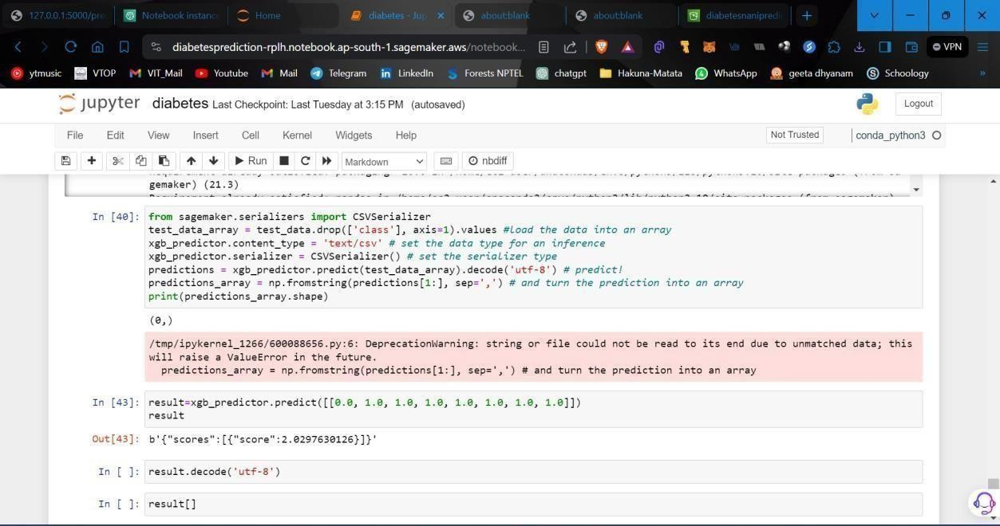 127.0.0.1:5000/pre
Notebook instanc
Home
diabetes - Jup
about:blank
about:blank
diabetesnanipredi
diabetesprediction-rplh.notebook.ap-south-1.sagemaker.aws/notebook...
VPN
ytmusic
VTOP
VIT_Mail
Youtube
Mail
Telegram
LinkedIn
Forests NPTEL
chatgpt
Hakuna-Matata
WhatsApp
geeta dhyanam
Schoology
jupyter diabetes Last Checkpoint: Last Tuesday at 3:15 PM (autosaved)
Logout
File Edit View Insert Cell Kernel Widgets Help
Not Trusted
conda_python3
Run
Markdown
nbdiff
gemaker) (21.3)
In [40]: from sagemaker.serializers import CSVSerializer
test_data_array = test_data.drop(['class'], axis=1).values #load the data into an array
xgb_predictor.content_type = 'text/csv' # set the data type for an inference
xgb_predictor.serializer = CSVSerializer() # set the serializer type
predictions = xgb_predictor.predict(test_data_array).decode('utf-8') # predict!
predictions_array = np.fromstring(predictions[1:], sep=',') # and turn the prediction into an array
print(predictions_array.shape)
(0,)
/tmp/ipykernel_1266/600088656.py:6: DeprecationWarning: string or file could not be read to its end due to unmatched data; this
will raise a ValueError in the future.
predictions_array = np.fromstring(predictions[1:], sep=',') # and turn the prediction into an array
In [43]: result=xgb_predictor.predict([[0.0, 1.0, 1.0, 1.0, 1.0, 1.0, 1.0, 1.0]])
result
Out[43]: b'{"scores":[{"score":2.0297630126}]}'
In [ ]: result.decode('utf-8')
In [ ]: result[]